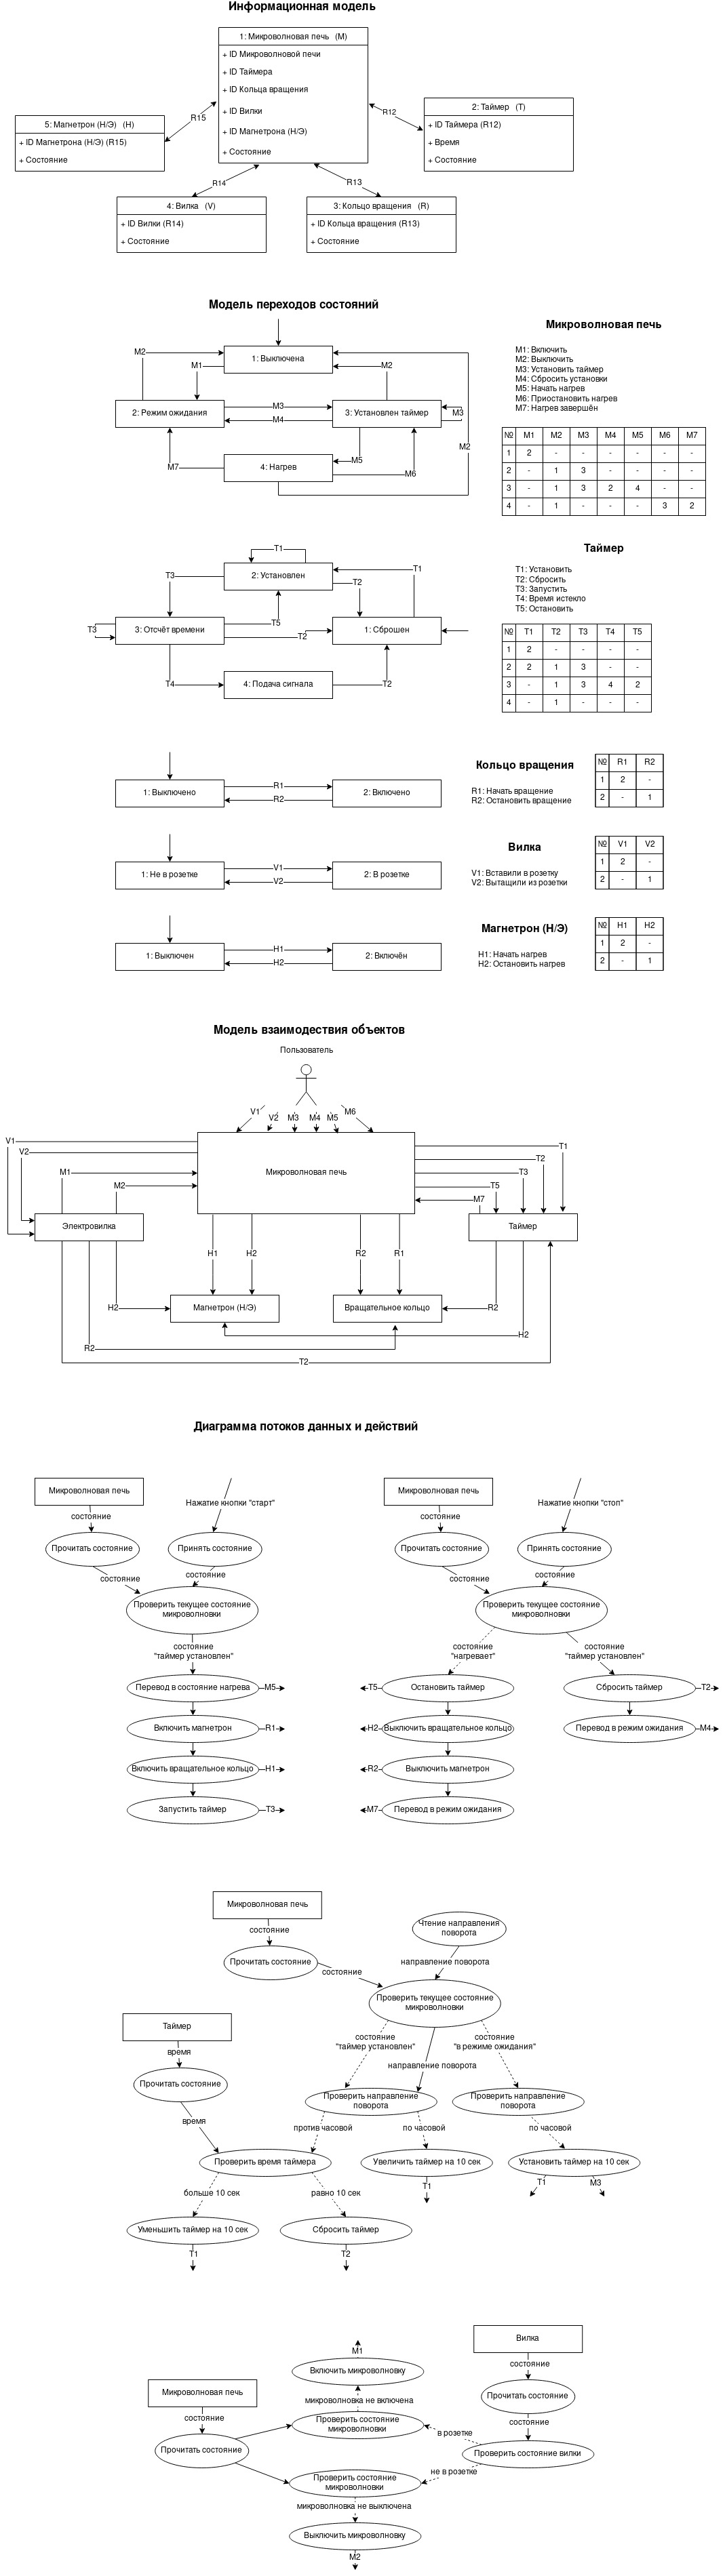 Информационная модель
1: Микроволновая печь (M)
+ ID Микроволновой печи
+ ID Таймера
+ ID Кольца вращения
+ ID Вилки
+ ID Магнетрона (Н/Э)
+ Состояние
5: Магнетрон (Н/Э) (H)
+ ID Магнетрона (Н/Э) (R15)
+ Состояние
2: Таймер (T)
+ ID Таймера (R12)
+ Время
+ Состояние
4: Вилка (V)
+ ID Вилки (R14)
+ Состояние
3: Кольцо вращения (R)
+ ID Кольца вращения (R13)
+ Состояние
R15
R12
R14
R13
Модель переходов состояний
1: Выключена
2: Режим ожидания
3: Установлен таймер
4: Нагрев
M2
M1
M2
M3
M4
M3
M2
M5
M7
M6
Микроволновая печь
M1: Включить
M2: Выключить
M3: Установить таймер
M4: Сбросить установки
M5: Начать нагрев
M6: Приостановить нагрев
M7: Нагрев завершён
№ M1 M2 M3 M4 M5 M6 M7
1 2 - - - - - -
2 - 1 3 - - - -
3 - 1 3 2 4 - -
4 - 1 - - - 3 2
T1
2: Установлен
T3
T2
T1
3: Отсчёт времени
T3
T5
T2
1: Сброшен
T4
4: Подача сигнала
T2
Таймер
T1: Установить
T2: Сбросить
T3: Запустить
T4: Время истекло
T5: Остановить
№ T1 T2 T3 T4 T5
1 2 - - - -
2 2 1 3 - -
3 - 1 3 4 2
4 - 1 - - -
1: Выключено
R1
R2
2: Включено
Кольцо вращения
R1: Начать вращение
R2: Остановить вращение
№ R1 R2
1 2 -
2 - 1
1: Не в розетке
V1
V2
2: В розетке
Вилка
V1: Вставили в розетку
V2: Вытащили из розетки
№ V1 V2
1 2 -
2 - 1
1: Выключен
H1
H2
2: Включён
Магнетрон (Н/Э)
H1: Начать нагрев
H2: Остановить нагрев
№ H1 H2
1 2 -
2 - 1
Модель взаимодествия объектов
Пользователь
V1
V2
M3
M4
M5
M6
Микроволновая печь
V1
V2
M1
M2
T1
T2
T3
T5
M7
Электровилка
Таймер
H1
H2
R2
R1
Магнетрон (Н/Э)
Вращательное кольцо
H2
R2
R2
H2
T2
Диаграмма потоков данных и действий
Микроволновая печь
состояние
Прочитать состояние
состояние
Нажатие кнопки "старт"
Принять состояние
состояние
Проверить текущее состояние
микроволновки
состояние
"таймер установлен"
Перевод в состояние нагрева
M5
Включить магнетрон
R1
Включить вращательное кольцо
H1
Запустить таймер
T3
Микроволновая печь
состояние
Прочитать состояние
состояние
Нажатие кнопки "стоп"
Принять состояние
состояние
Проверить текущее состояние
микроволновки
состояние
"нагревает"
состояние
"таймер установлен"
T5
Остановить таймер
Сбросить таймер
T2
H2
Выключить вращательное кольцо
Перевод в режим ожидания
M4
R2
Выключить магнетрон
M7
Перевод в режим ожидания
Микроволновая печь
состояние
Прочитать состояние
состояние
Чтение направления
поворота
направление поворота
Проверить текущее состояние
микроволновки
Таймер
время
Прочитать состояние
время
состояние
"таймер установлен"
направление поворота
состояние
"в режиме ожидания"
Проверить направление
поворота
Проверить направление
поворота
против часовой
по часовой
по часовой
Проверить время таймера
Увеличить таймер на 10 сек
Установить таймер на 10 сек
T1
T1
M3
больше 10 сек
равно 10 сек
Уменьшить таймер на 10 сек
Сбросить таймер
T1
T2
Вилка
состояние
Прочитать состояние
состояние
Проверить состояние вилки
M1
Включить микроволновку
микроволновка не включена
Проверить состояние
микроволновки
в розетке
Микроволновая печь
состояние
Прочитать состояние
не в розетке
Проверить состояние
микроволновки
микроволновка не выключена
Выключить микроволновку
M2